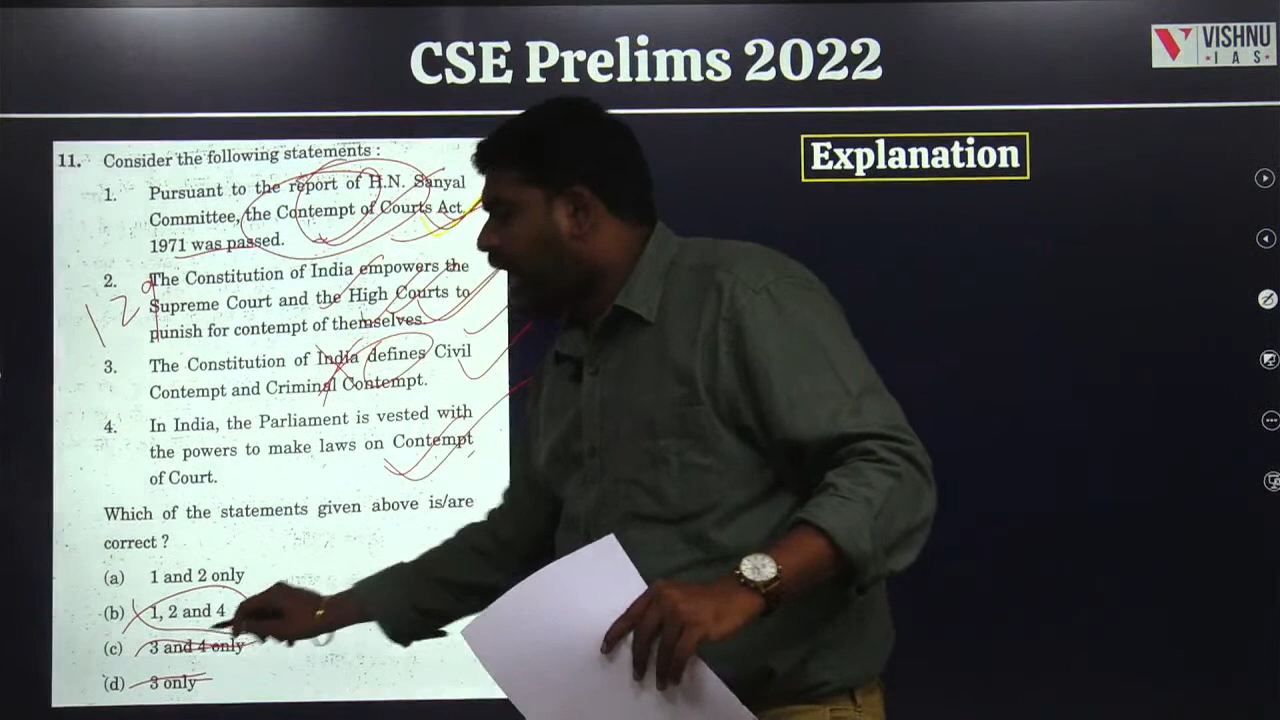 CSE Prelims 2022
VISHNU
IAS
Explanation
11. Consider the following statements :
1. Pursuant to the report of H.N. Sanyal
Committee, the Contempt of Courts Act.
1971 was passed.
2. The Constitution of India empowers the
Supreme Court and the High Courts to
punish for contempt of themselves.
129
3. The Constitution of India defines Civil
Contempt and Criminal Contempt.
4. In India, the Parliament is vested with
the powers to make laws on Contempt
of Court.
Which of the statements given above is/are
correct ?
(a) 1 and 2 only
(b) 1, 2 and 4
(c) 3 and 4 only
(d) 3 only